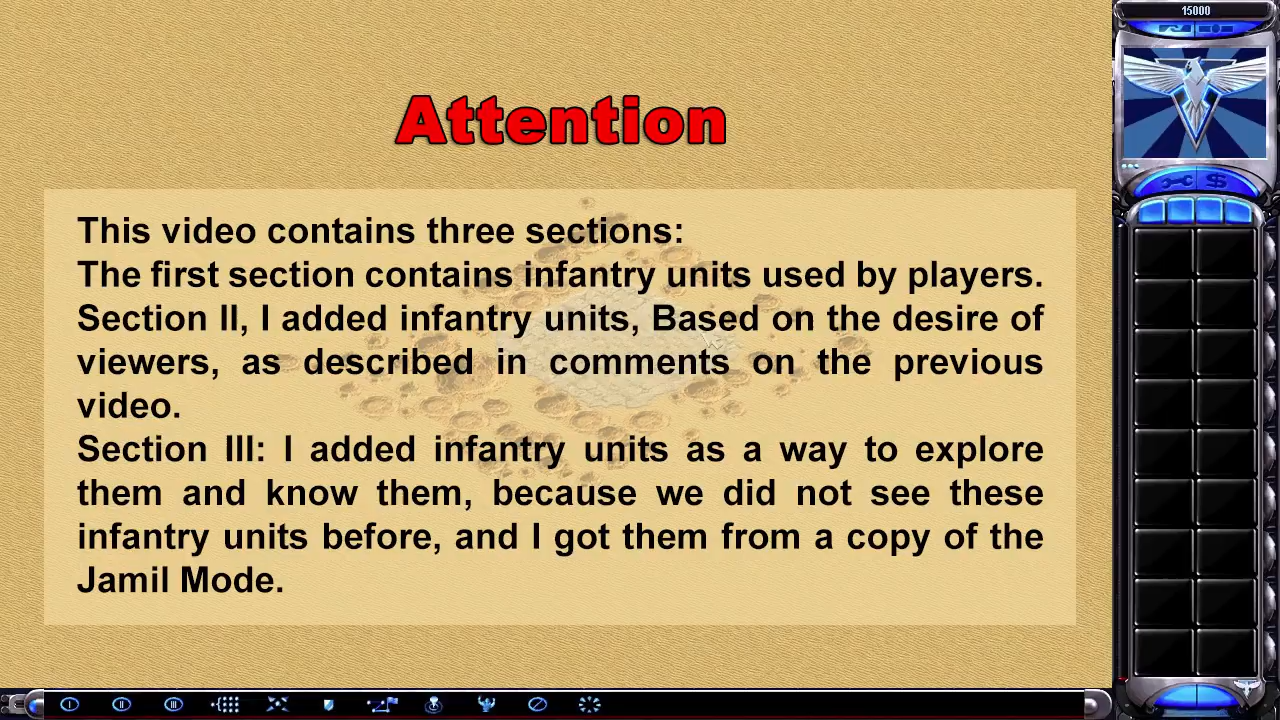 15000
Attention
This video contains three sections:
The first section contains infantry units used by players.
Section II, I added infantry units, Based on the desire of
viewers, as described in comments on the previous
video.
Section III: I added infantry units as a way to explore
them and know them, because we did not see these
infantry units before, and I got them from a copy of the
Jamil Mode.
I II III